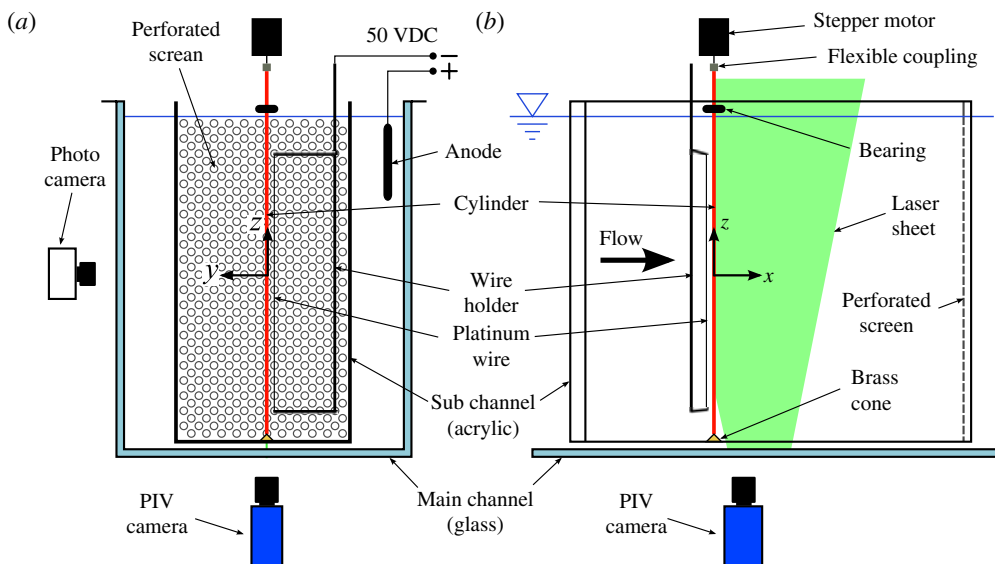 (a)
Perforated
screan
50 VDC
−
+
Photo
camera
Anode
Cylinder
z
y
Wire
holder
Platinum
wire
Sub channel
(acrylic)
PIV
camera
Main channel
(glass)
(b)
Stepper motor
Flexible coupling
Bearing
Laser
sheet
Flow
z
x
Perforated
screen
Brass
cone
PIV
camera